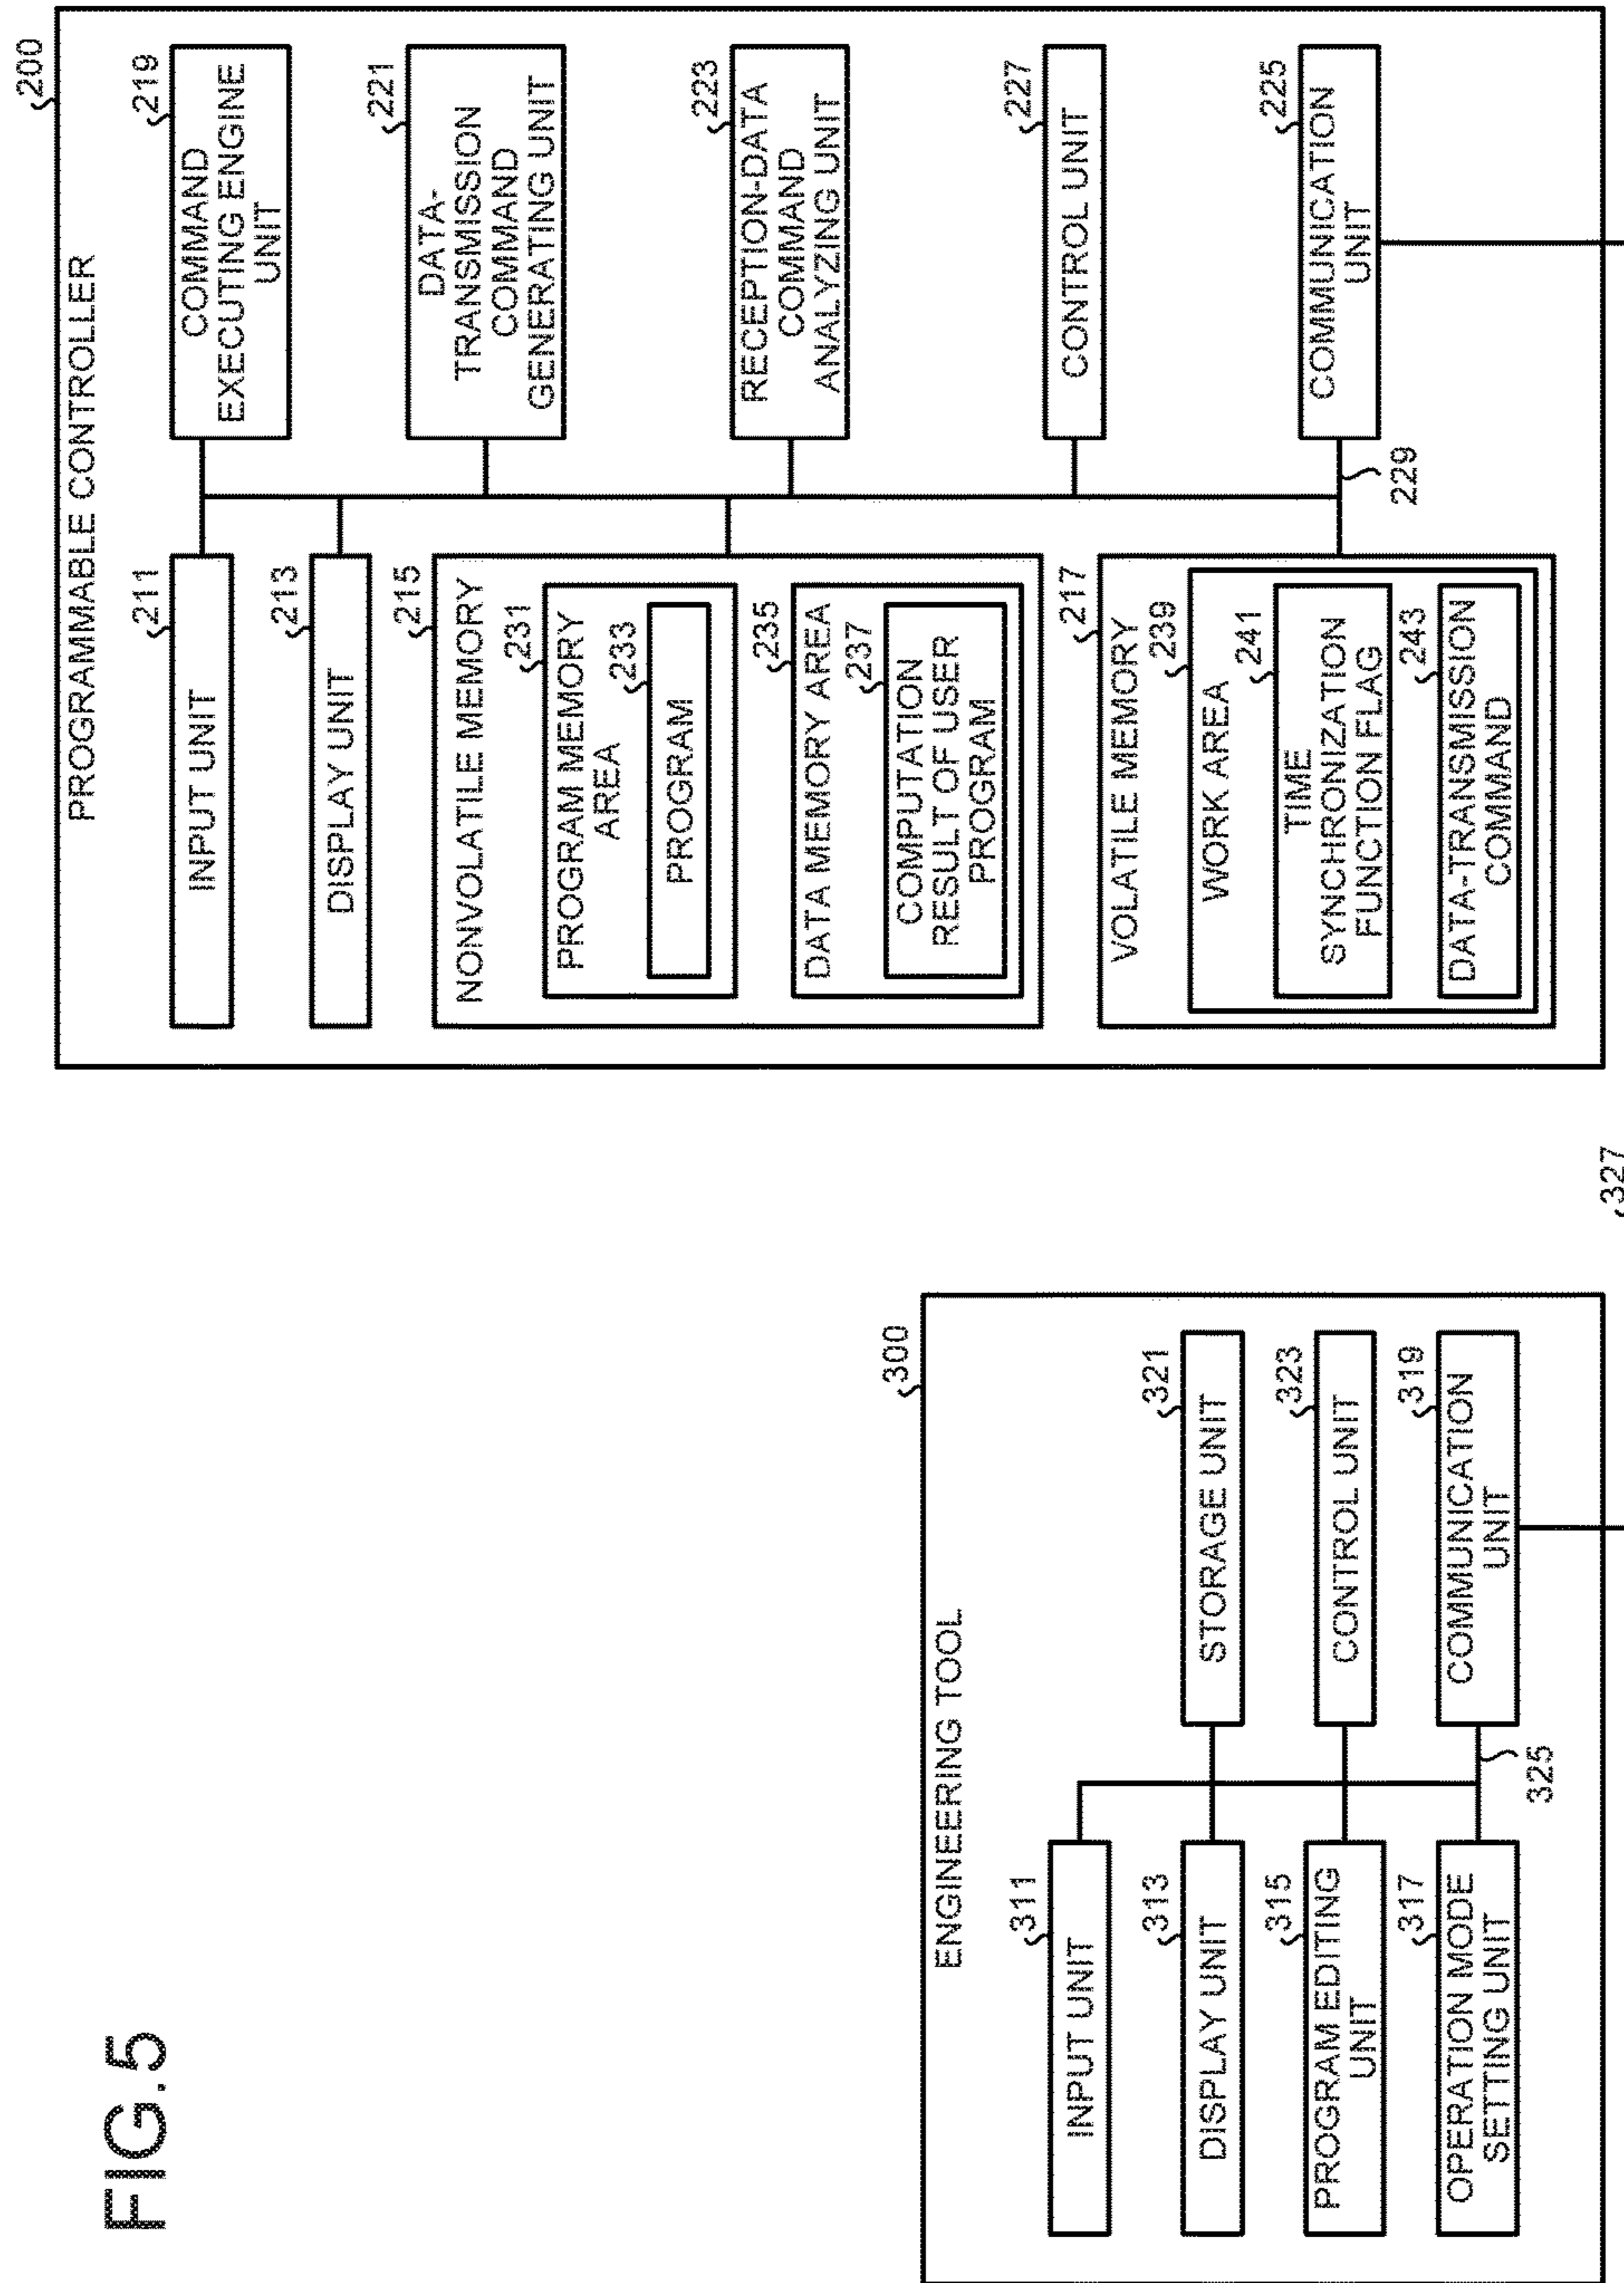 FIG.5
ENGINEERING TOOL
300
311
INPUT UNIT
313
DISPLAY UNIT
315
PROGRAM EDITING
UNIT
317
OPERATION MODE
SETTING UNIT
321
STORAGE UNIT
323
CONTROL UNIT
319
COMMUNICATION
UNIT
325
327
PROGRAMMABLE CONTROLLER
200
211
INPUT UNIT
213
DISPLAY UNIT
215
NONVOLATILE MEMORY
231
PROGRAM MEMORY
AREA
233
PROGRAM
235
DATA MEMORY AREA
237
COMPUTATION
RESULT OF USER
PROGRAM
217
VOLATILE MEMORY
239
WORK AREA
241
TIME
SYNCHRONIZATION
FUNCTION FLAG
243
DATA-TRANSMISSION
COMMAND
219
COMMAND
EXECUTING ENGINE
UNIT
221
DATA-
TRANSMISSION
COMMAND
GENERATING UNIT
223
RECEPTION-DATA
COMMAND
ANALYZING UNIT
227
CONTROL UNIT
225
COMMUNICATION
UNIT
229